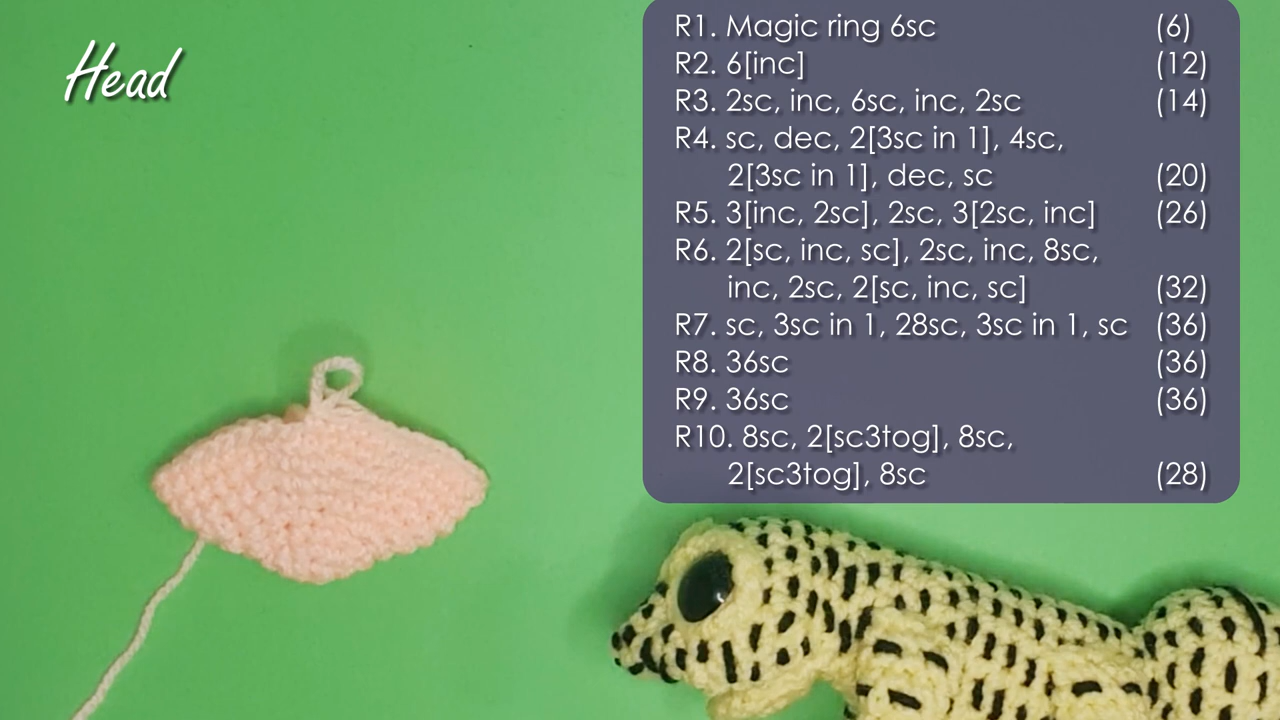 Head
R1. Magic ring 6sc (6)
R2. 6[inc] (12)
R3. 2sc, inc, 6sc, inc, 2sc (14)
R4. sc, dec, 2[3sc in 1], 4sc,
2[3sc in 1], dec, sc (20)
R5. 3[inc, 2sc], 2sc, 3[2sc, inc] (26)
R6. 2[sc, inc, sc], 2sc, inc, 8sc,
inc, 2sc, 2[sc, inc, sc] (32)
R7. sc, 3sc in 1, 28sc, 3sc in 1, sc (36)
R8. 36sc (36)
R9. 36sc (36)
R10. 8sc, 2[sc3tog], 8sc,
2[sc3tog], 8sc (28)